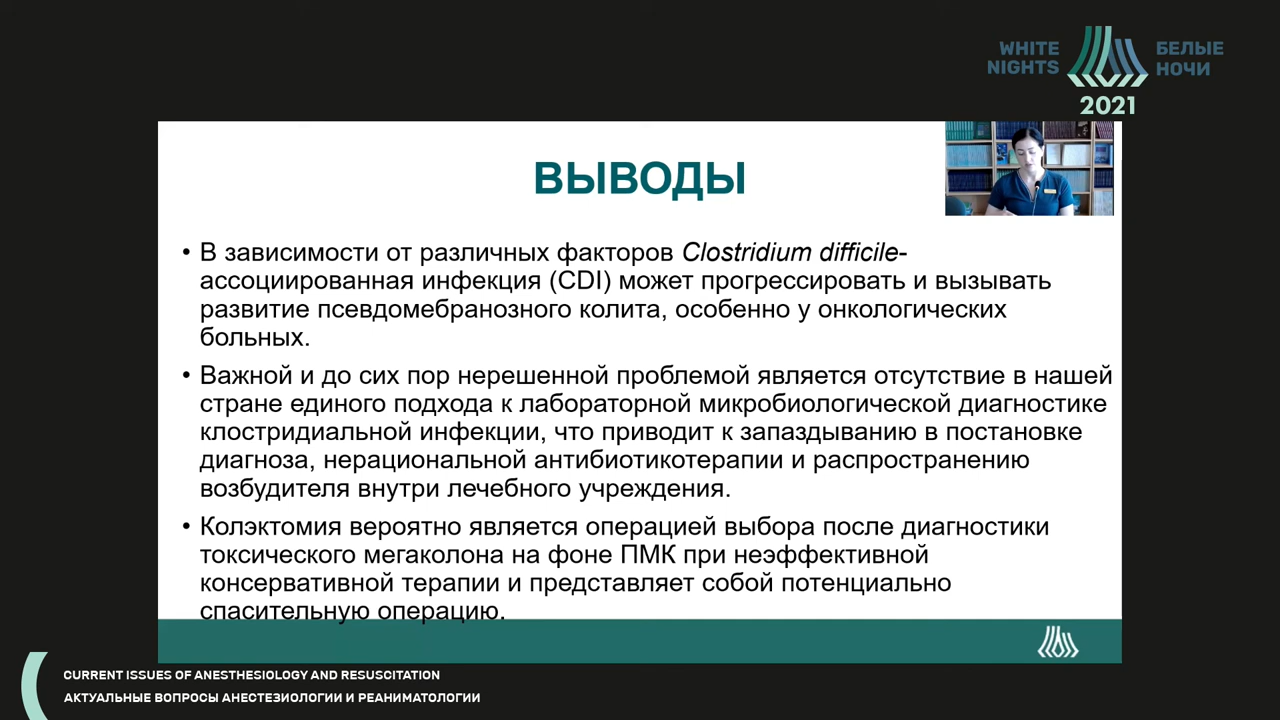 WHITE NIGHTS
БЕЛЫЕ НОЧИ
2021
ВЫВОДЫ
• В зависимости от различных факторов Clostridium difficile-
ассоциированная инфекция (CDI) может прогрессировать и вызывать
развитие псевдомебранозного колита, особенно у онкологических
больных.
• Важной и до сих пор нерешенной проблемой является отсутствие в нашей
стране единого подхода к лабораторной микробиологической диагностике
клостридиальной инфекции, что приводит к запаздыванию в постановке
диагноза, нерациональной антибиотикотерапии и распространению
возбудителя внутри лечебного учреждения.
• Колэктомия вероятно является операцией выбора после диагностики
токсического мегаколона на фоне ПМК при неэффективной
консервативной терапии и представляет собой потенциально
спасительную операцию.
CURRENT ISSUES OF ANESTHESIOLOGY AND RESUSCITATION
АКТУАЛЬНЫЕ ВОПРОСЫ АНЕСТЕЗИОЛОГИИ И РЕАНИМАТОЛОГИИ